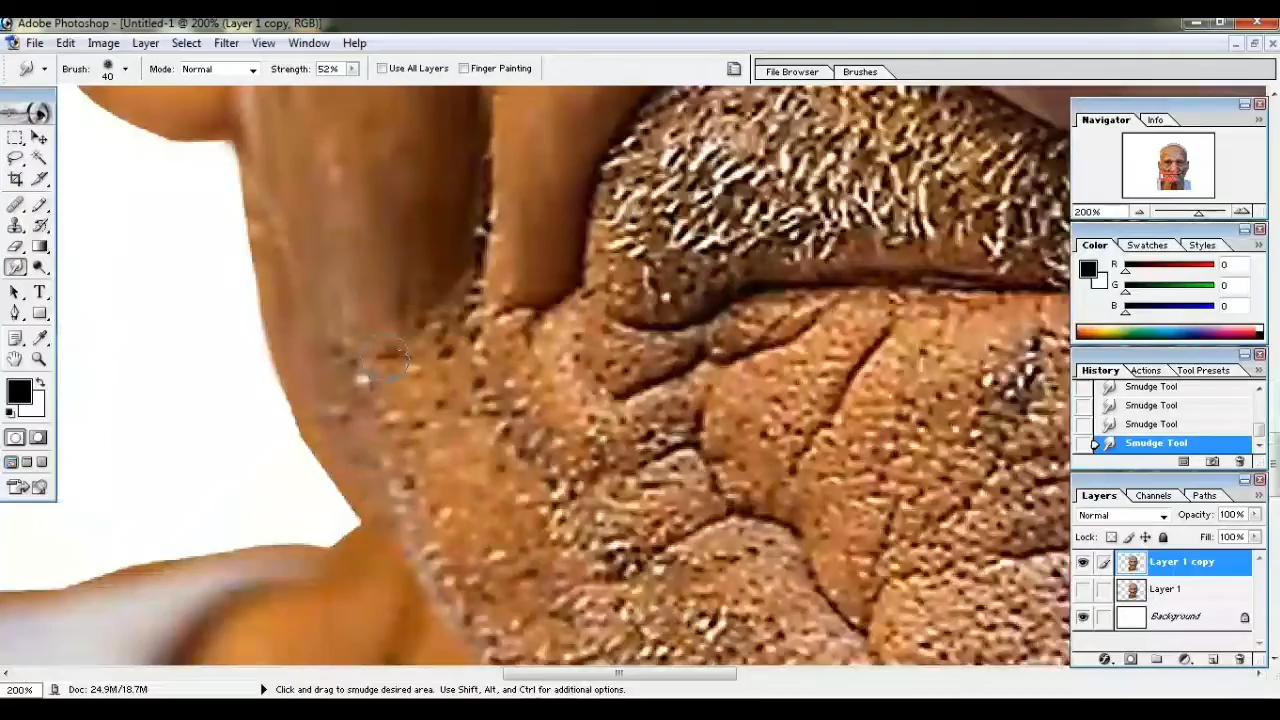 Adobe Photoshop - [Untitled-1 @ 200% (Layer 1 copy, RGB)]
File Edit Image Layer Select Filter View Window Help
Brush: 40 Mode: Normal Strength: 52% Use All Layers Finger Painting File Browser Brushes
Navigator Info
200%
Color Swatches Styles
R 0
G 0
B 0
History Actions Tool Presets
Smudge Tool
Smudge Tool
Smudge Tool
Smudge Tool
Layers Channels Paths
Normal Opacity: 100%
Lock: Fill: 100%
Layer 1 copy
Layer 1
Background
200% Doc: 24.9M/18.7M Click and drag to smudge desired area. Use Shift, Alt, and Ctrl for additional options.